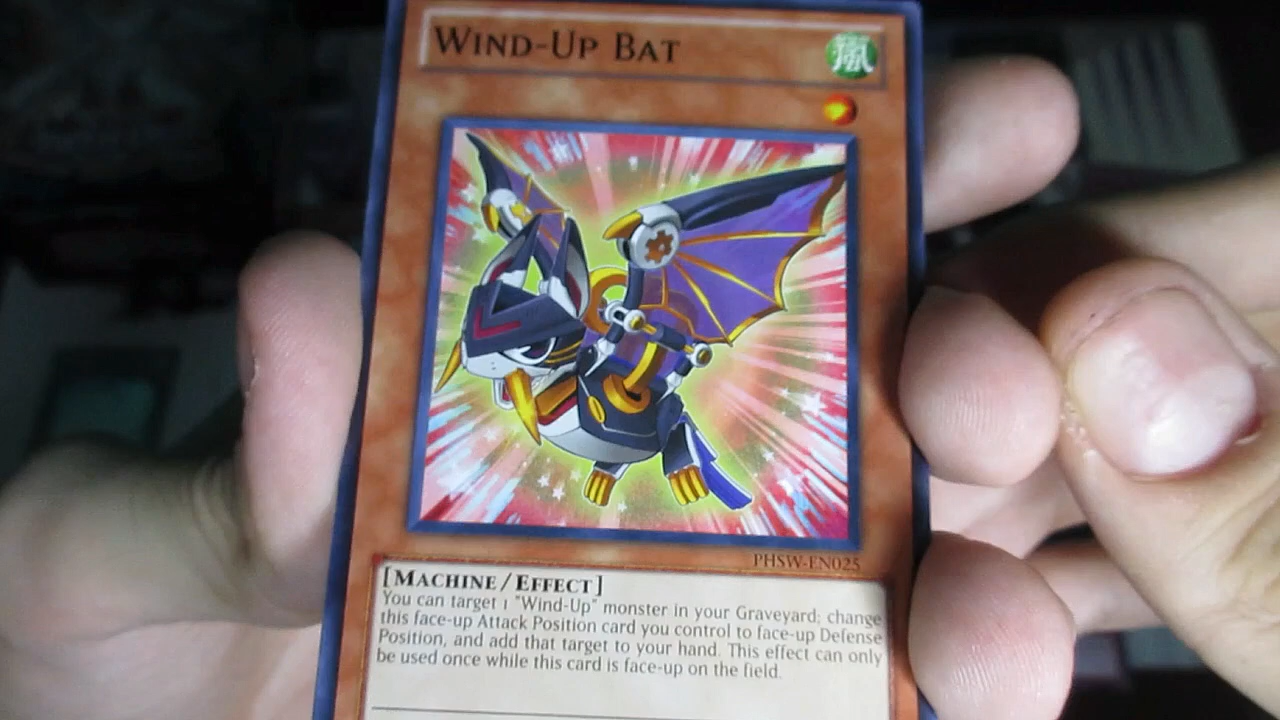 WIND-UP BAT
風
PHSW-EN025
[MACHINE/EFFECT]
You can target 1 "Wind-Up" monster in your Graveyard; change
this face-up Attack Position card you control to face-up Defense
Position, and add that target to your hand. This effect can only
be used once while this card is face-up on the field.